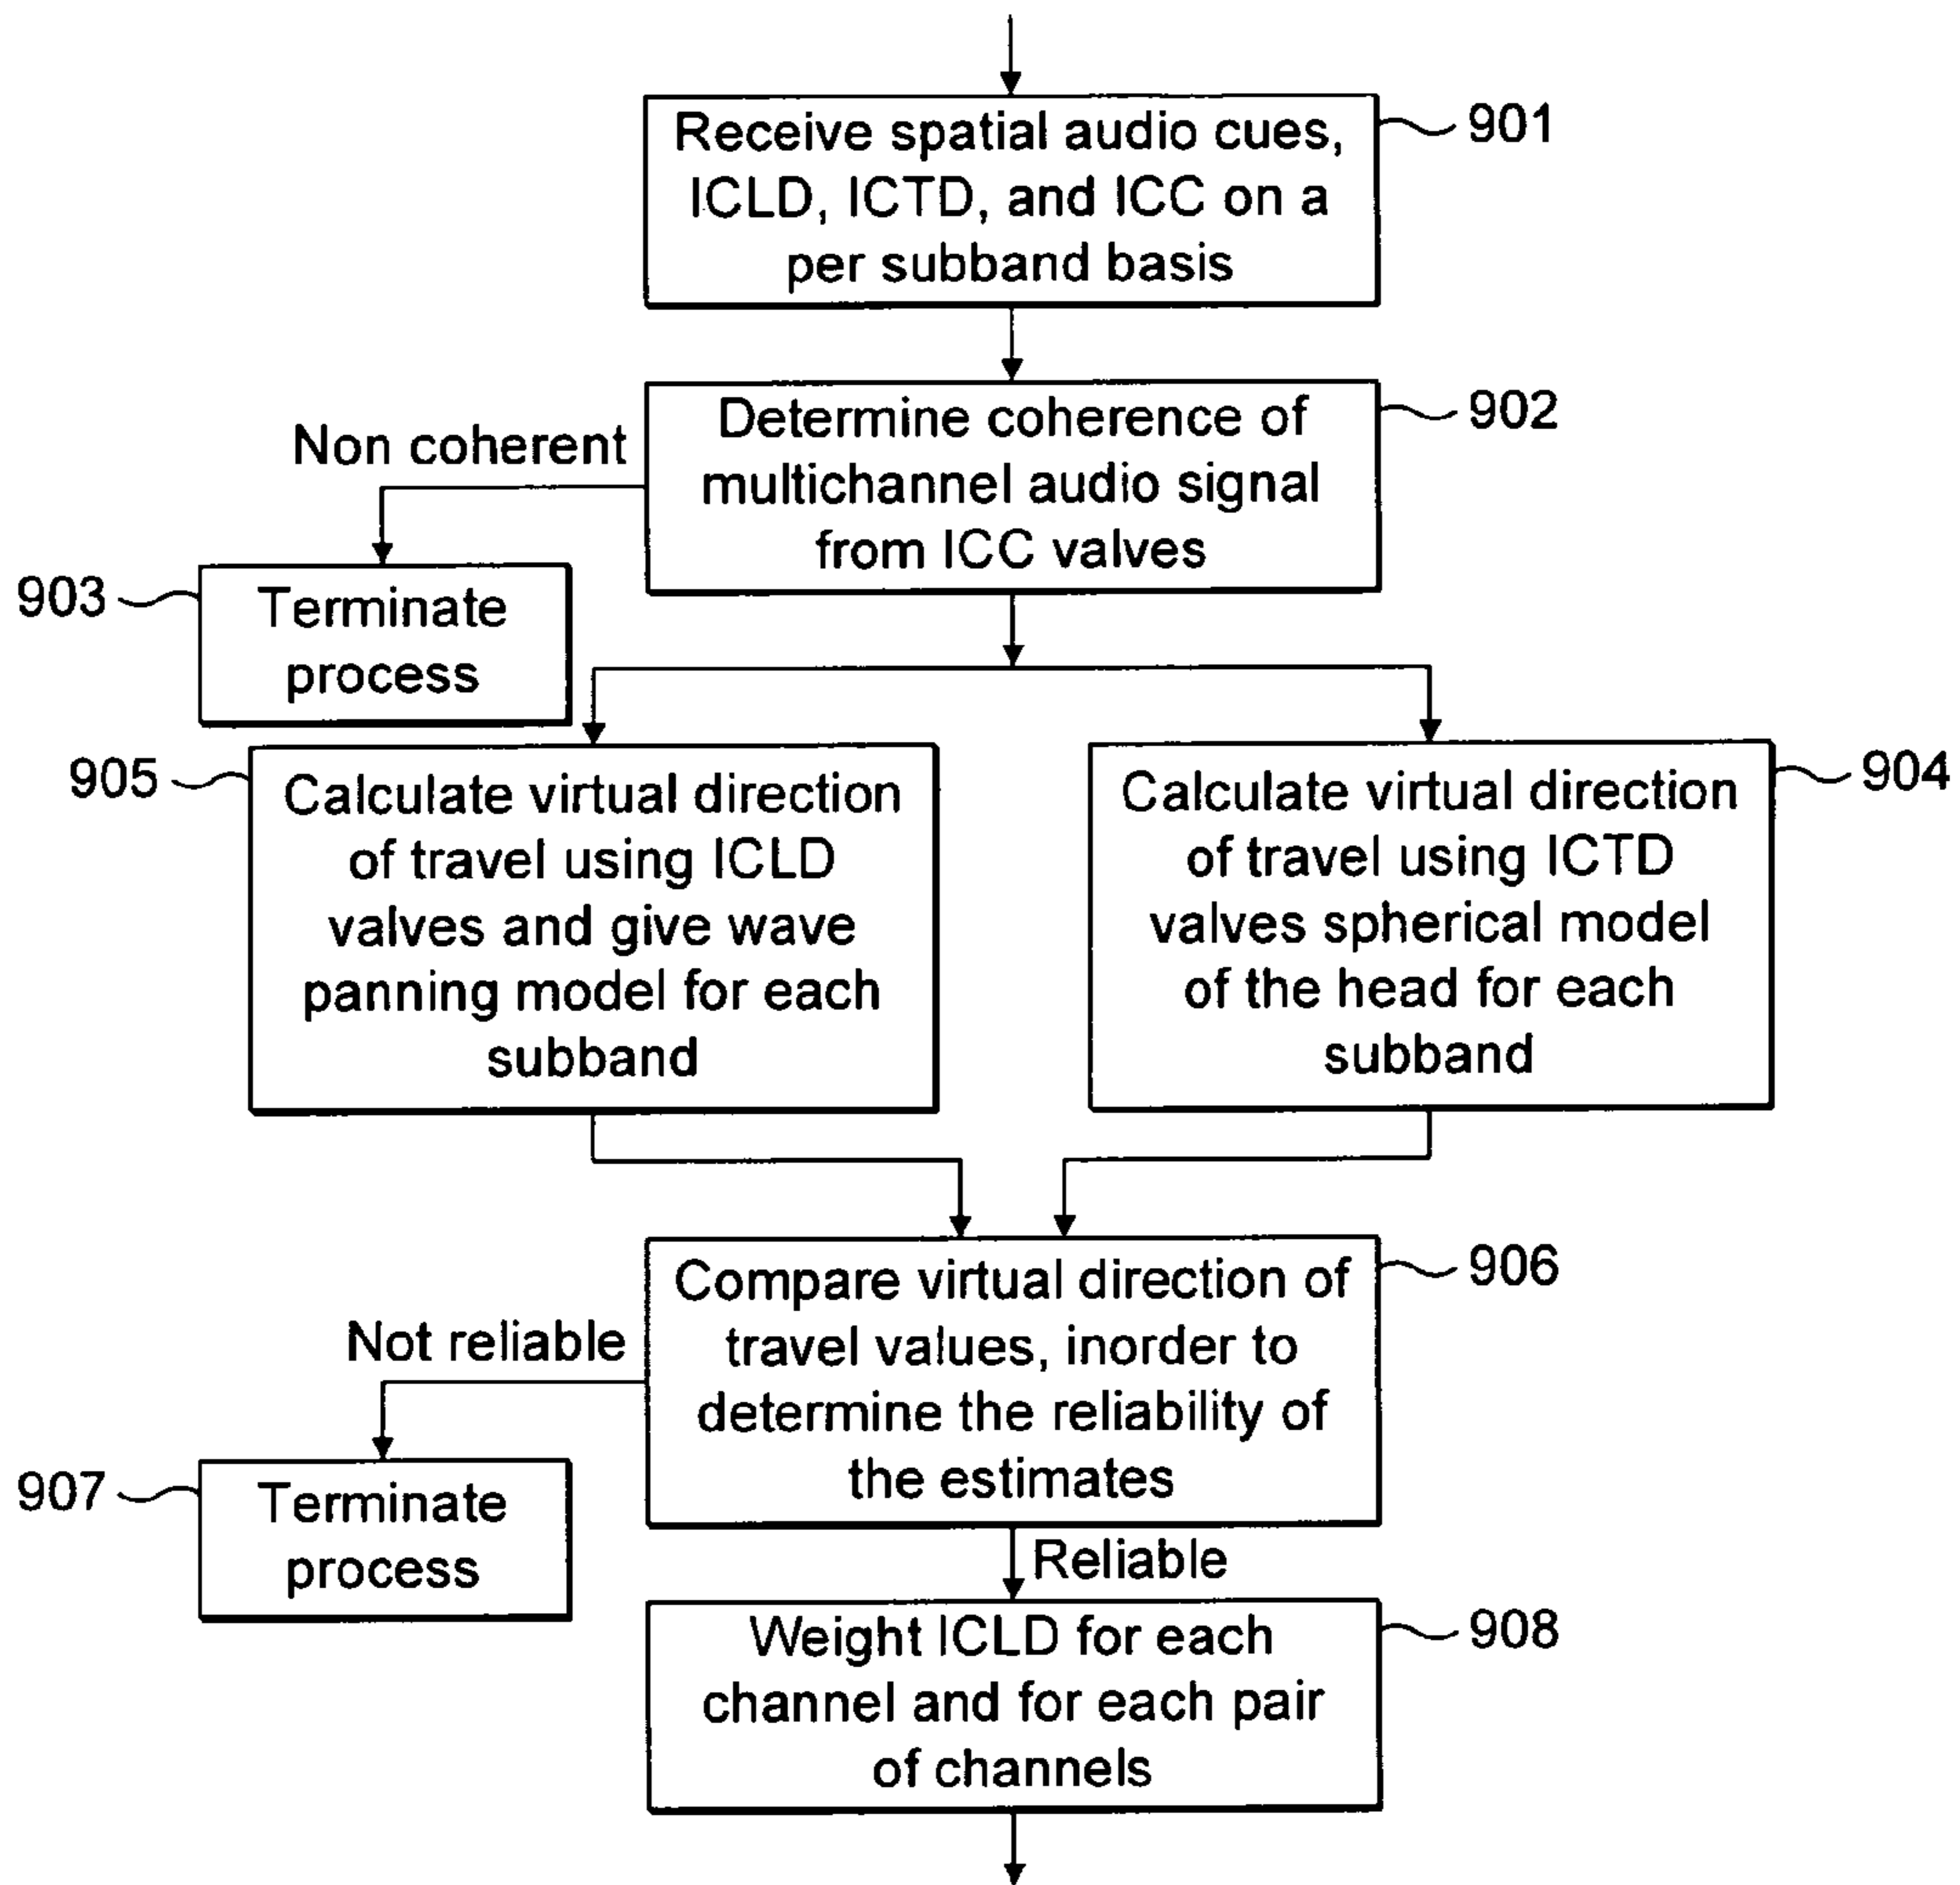 Receive spatial audio cues,
ICLD, ICTD, and ICC on a
per subband basis
901
Determine coherence of
multichannel audio signal
from ICC valves
902
Non coherent
903
Terminate
process
905
Calculate virtual direction
of travel using ICLD
valves and give wave
panning model for each
subband
Calculate virtual direction
of travel using ICTD
valves spherical model
of the head for each
subband
904
Compare virtual direction of
travel values, inorder to
determine the reliability of
the estimates
906
Not reliable
907
Terminate
process
Reliable
Weight ICLD for each
channel and for each pair
of channels
908